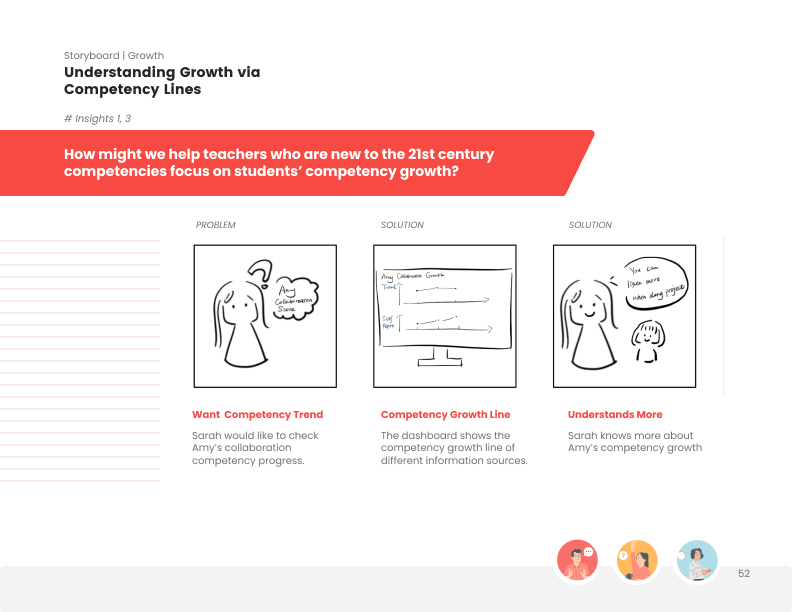 Storyboard | Growth
Understanding Growth via
Competency Lines
# Insights 1, 3
How might we help teachers who are new to the 21st century
competencies focus on students’ competency growth?
PROBLEM
SOLUTION
SOLUTION
Amy
Collaboration
Score
Amy Collaboration Growth
Trend
Self
Report
You can
listen more
when doing project
Want Competency Trend
Competency Growth Line
Understands More
Sarah would like to check
Amy’s collaboration
competency progress.
The dashboard shows the
competency growth line of
different information sources.
Sarah knows more about
Amy’s competency growth
?
52